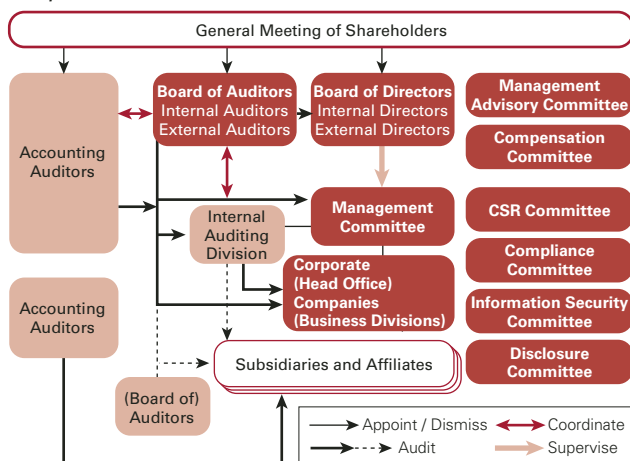 General Meeting of Shareholders
Accounting
Auditors
Board of Auditors
Internal Auditors
External Auditors
Board of Directors
Internal Directors
External Directors
Management
Advisory Committee
Compensation
Committee
Internal
Auditing
Division
Management
Committee
CSR Committee
Compliance
Committee
Corporate
(Head Office)
Companies
(Business Divisions)
Information Security
Committee
Accounting
Auditors
Subsidiaries and Affiliates
Disclosure
Committee
(Board of)
Auditors
Appoint / Dismiss
Coordinate
Audit
Supervise